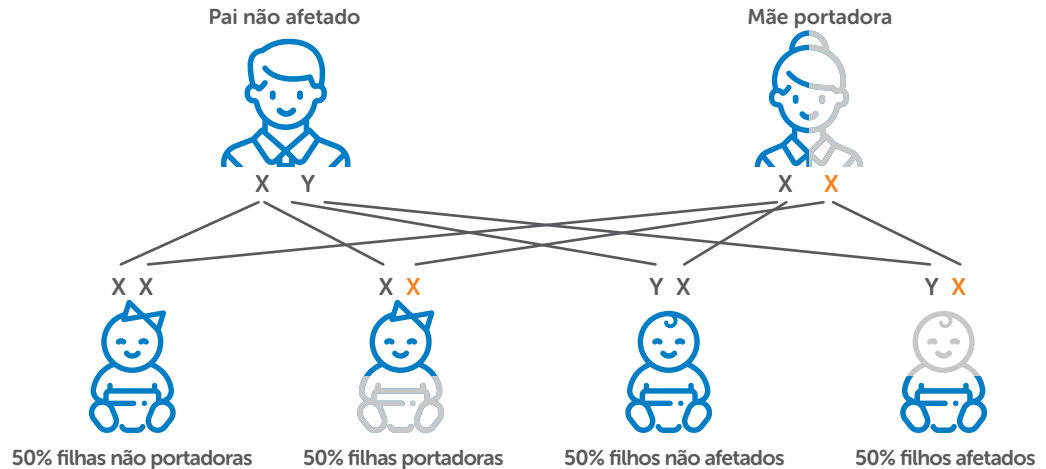 Pai não afetado
Mãe portadora
X Y
X X
X X
X X
Y X
Y X
50% filhas não portadoras
50% filhas portadoras
50% filhos não afetados
50% filhos afetados